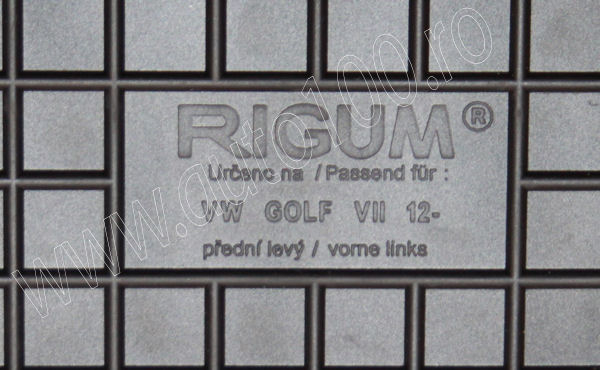 RIGUM®
Určeno na / Passend für :
VW GOLF VII 12-
přední levý / vorne links
www.auto100.ro